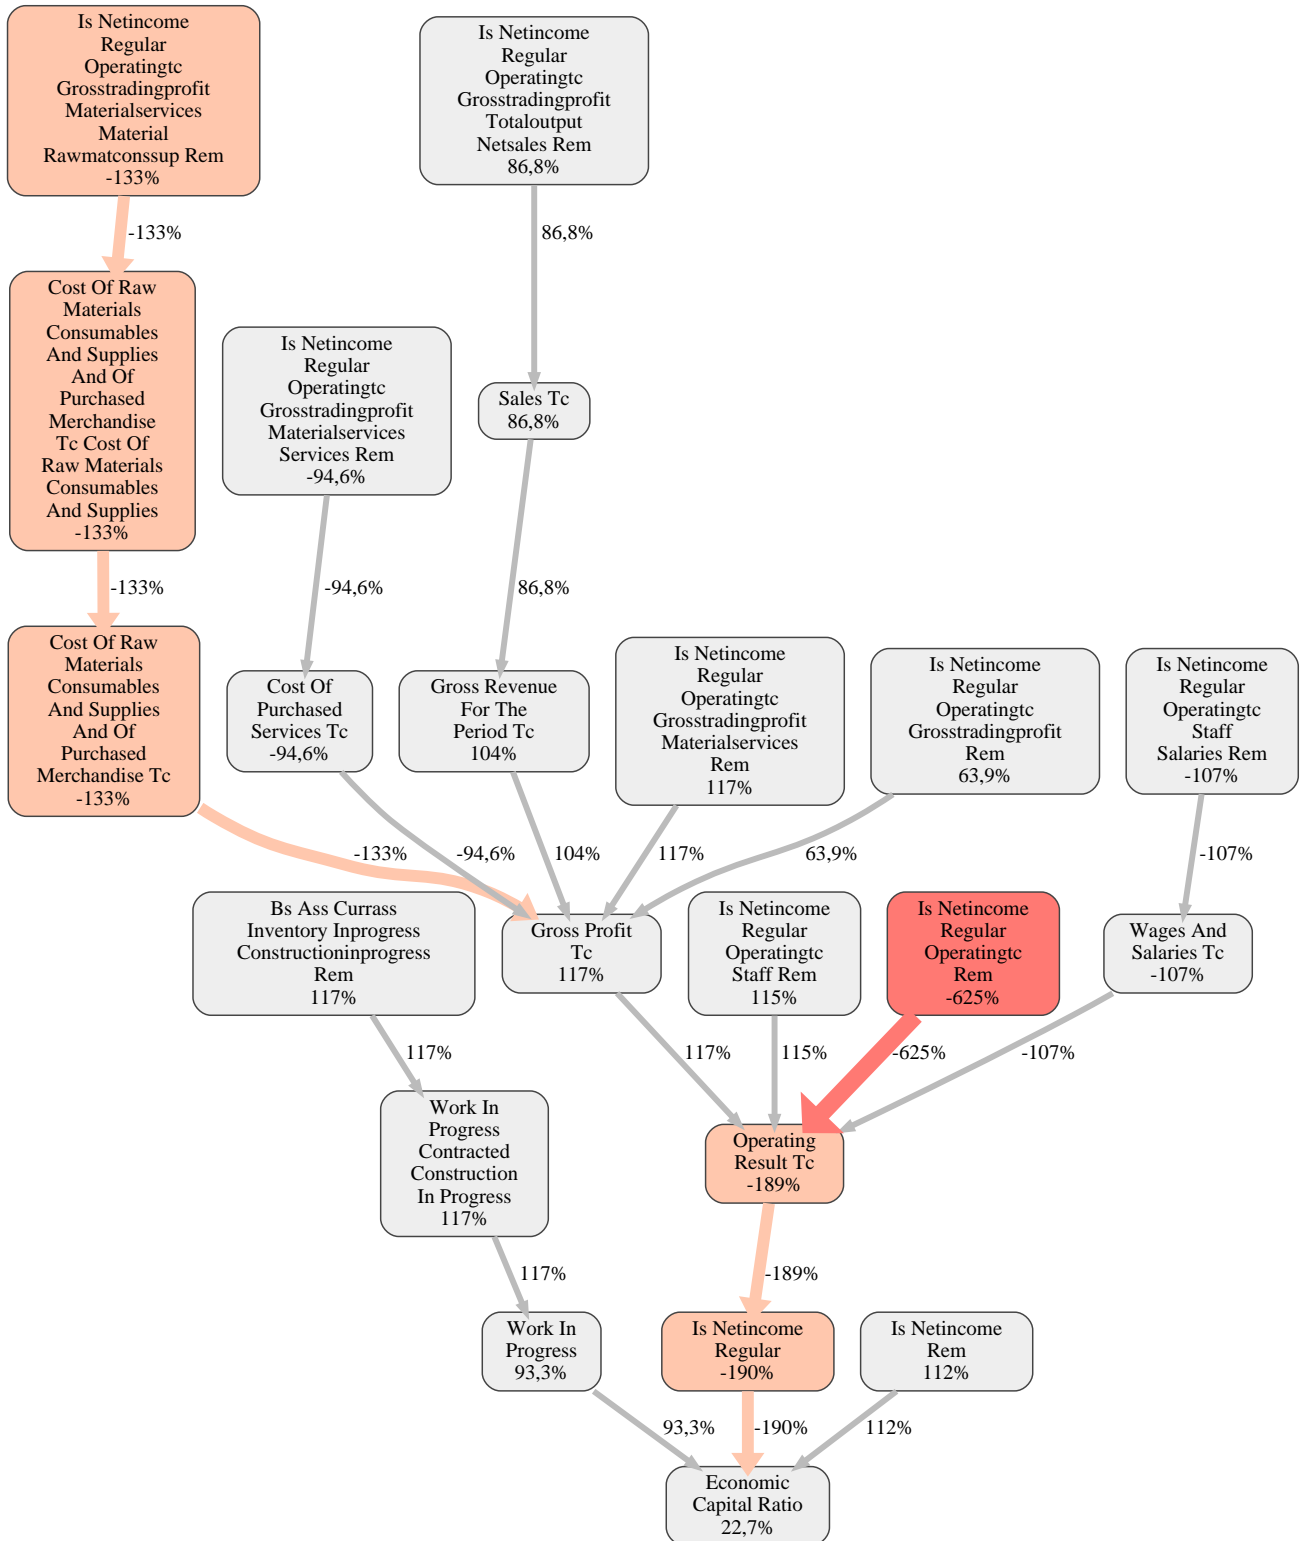 Is Netincome
Regular
Operatingtc
Grosstradingprofit
Materialservices
Material
Rawmatconssup Rem
-133%
Is Netincome
Regular
Operatingtc
Grosstradingprofit
Totaloutput
Netsales Rem
86,8%
-133%
86,8%
Cost Of Raw
Materials
Consumables
And Supplies
And Of
Purchased
Merchandise
Tc Cost Of
Raw Materials
Consumables
And Supplies
-133%
Is Netincome
Regular
Operatingtc
Grosstradingprofit
Materialservices
Services Rem
-94,6%
Sales Tc
86,8%
-133%
-94,6%
86,8%
Cost Of Raw
Materials
Consumables
And Supplies
And Of
Purchased
Merchandise Tc
-133%
Cost Of
Purchased
Services Tc
-94,6%
Gross Revenue
For The
Period Tc
104%
Is Netincome
Regular
Operatingtc
Grosstradingprofit
Materialservices
Rem
117%
Is Netincome
Regular
Operatingtc
Grosstradingprofit
Rem
63,9%
Is Netincome
Regular
Operatingtc
Staff
Salaries Rem
-107%
-133%
-94,6%
104%
117%
63,9%
-107%
Bs Ass Currass
Inventory Inprogress
Constructioninprogress
Rem
117%
Gross Profit
Tc
117%
Is Netincome
Regular
Operatingtc
Staff Rem
115%
Is Netincome
Regular
Operatingtc
Rem
-625%
Wages And
Salaries Tc
-107%
117%
117%
115%
-625%
-107%
Work In
Progress
Contracted
Construction
In Progress
117%
Operating
Result Tc
-189%
117%
-189%
Work In
Progress
93,3%
Is Netincome
Regular
-190%
Is Netincome
Rem
112%
93,3%
-190%
112%
Economic
Capital Ratio
22,7%